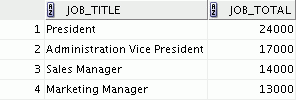 JOB_TITLE JOB_TOTAL
1 President 24000
2 Administration Vice President 17000
3 Sales Manager 14000
4 Marketing Manager 13000